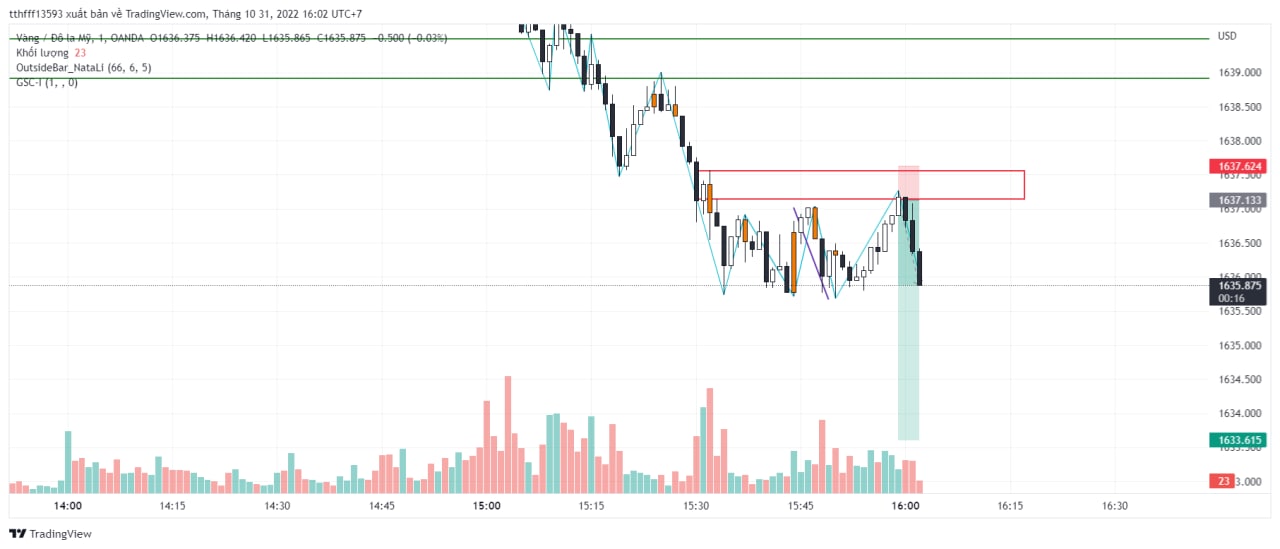 tthfff13593 xuất bản về TradingView.com, Tháng 10 31, 2022 16:02 UTC+7
Vàng / Đô la Mỹ, 1, OANDA O1636.375 H1636.420 L1635.865 C1635.875 −0.500 (−0.03%)
Khối lượng 23
OutsideBar_NataLi (66, 6, 5)
GSC-I (1, , 0)
USD
1639.000
1638.500
1638.000
1637.624
1637.500
1637.133
1637.000
1636.500
1636.000
1635.875
00:16
1635.500
1635.000
1634.500
1634.000
1633.615
23
14:00 14:15 14:30 14:45 15:00 15:15 15:30 15:45 16:00 16:15 16:30
TradingView